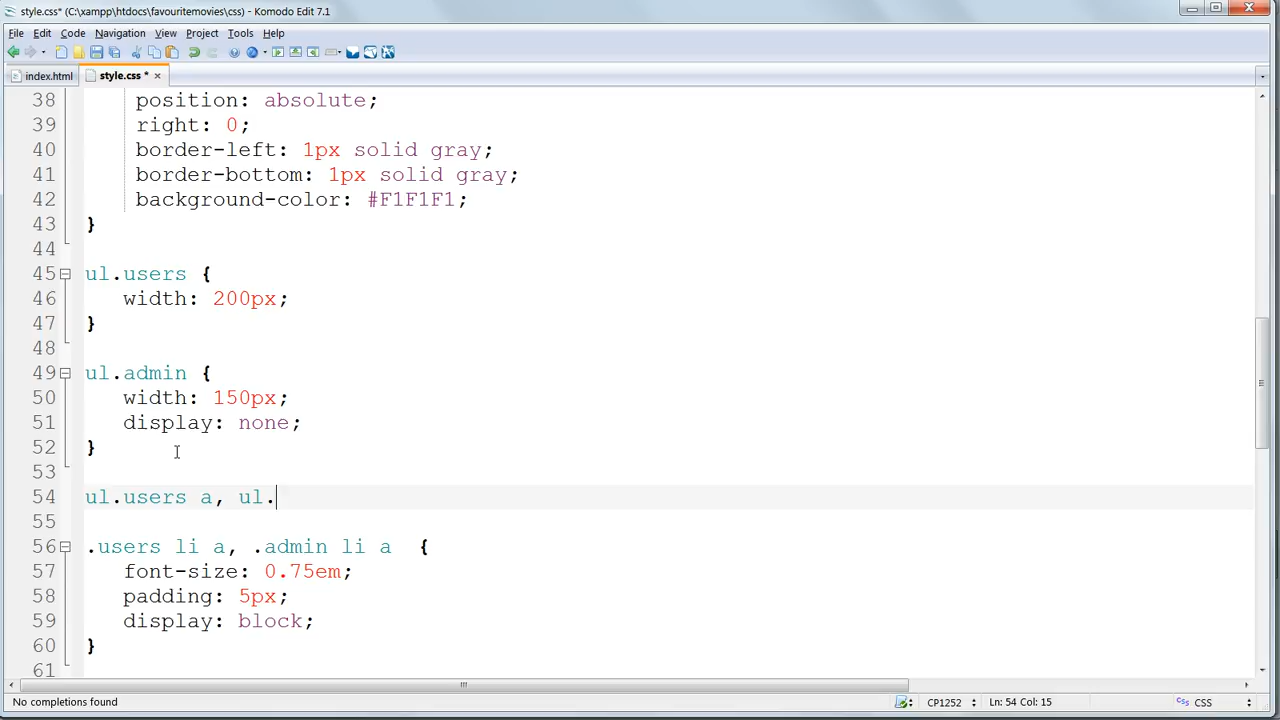 style.css* (C:\xampp\htdocs\favouritemovies\css) - Komodo Edit 7.1
File Edit Code Navigation View Project Tools Help
index.html style.css *
38 position: absolute;
39 right: 0;
40 border-left: 1px solid gray;
41 border-bottom: 1px solid gray;
42 background-color: #F1F1F1;
43 }
44
45 ul.users {
46 width: 200px;
47 }
48
49 ul.admin {
50 width: 150px;
51 display: none;
52 }
53
54 ul.users a, ul.
55
56 .users li a, .admin li a {
57 font-size: 0.75em;
58 padding: 5px;
59 display: block;
60 }
61
No completions found CP1252 Ln: 54 Col: 15 CSS